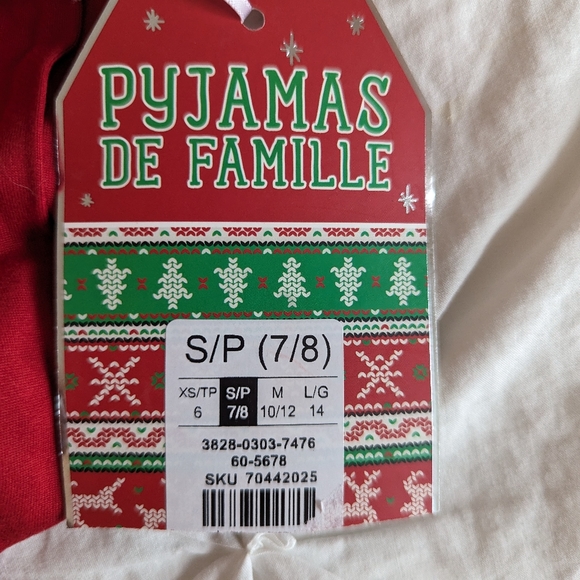 PYJAMAS
DE FAMILLE
S/P (7/8)
XS/TP S/P M L/G
6 7/8 10/12 14
3828-0303-7476
60-5678
SKU 70442025